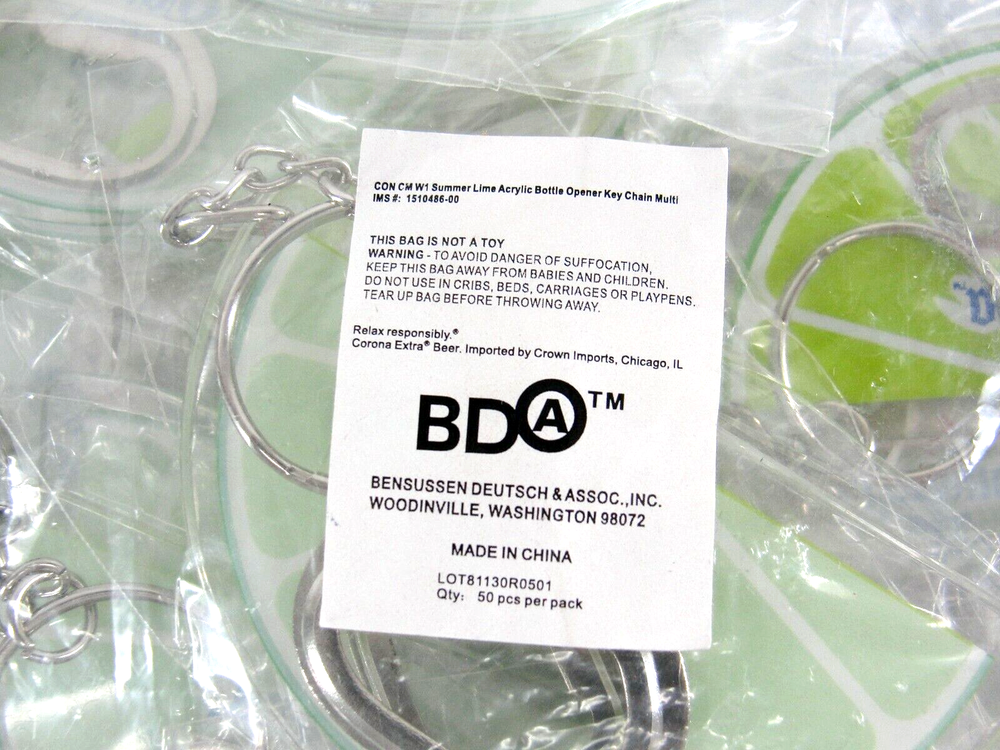 CON CM W1 Summer Lime Acrylic Bottle Opener Key Chain Multi
IMS #: 1510486-00
THIS BAG IS NOT A TOY
WARNING - TO AVOID DANGER OF SUFFOCATION,
KEEP THIS BAG AWAY FROM BABIES AND CHILDREN.
DO NOT USE IN CRIBS, BEDS, CARRIAGES OR PLAYPENS.
TEAR UP BAG BEFORE THROWING AWAY.
Relax responsibly.®
Corona Extra® Beer. Imported by Crown Imports, Chicago, IL
BDA™
BENSUSSEN DEUTSCH & ASSOC.,INC.
WOODINVILLE, WASHINGTON 98072
MADE IN CHINA
LOT81130R0501
Qty: 50 pcs per pack